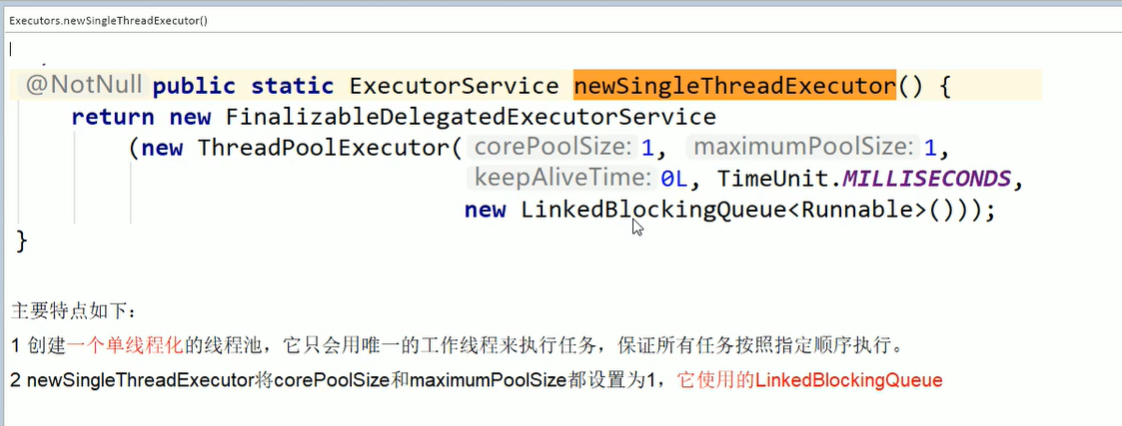 Executors.newSingleThreadExecutor()
@NotNull public static ExecutorService newSingleThreadExecutor() {
return new FinalizableDelegatedExecutorService
(new ThreadPoolExecutor( corePoolSize: 1, maximumPoolSize: 1,
keepAliveTime: 0L, TimeUnit.MILLISECONDS,
new LinkedBlockingQueue<Runnable>()));
}
主要特点如下：
1 创建一个单线程化的线程池，它只会用唯一的工作线程来执行任务，保证所有任务按照指定顺序执行。
2 newSingleThreadExecutor将corePoolSize和maximumPoolSize都设置为1，它使用的LinkedBlockingQueue